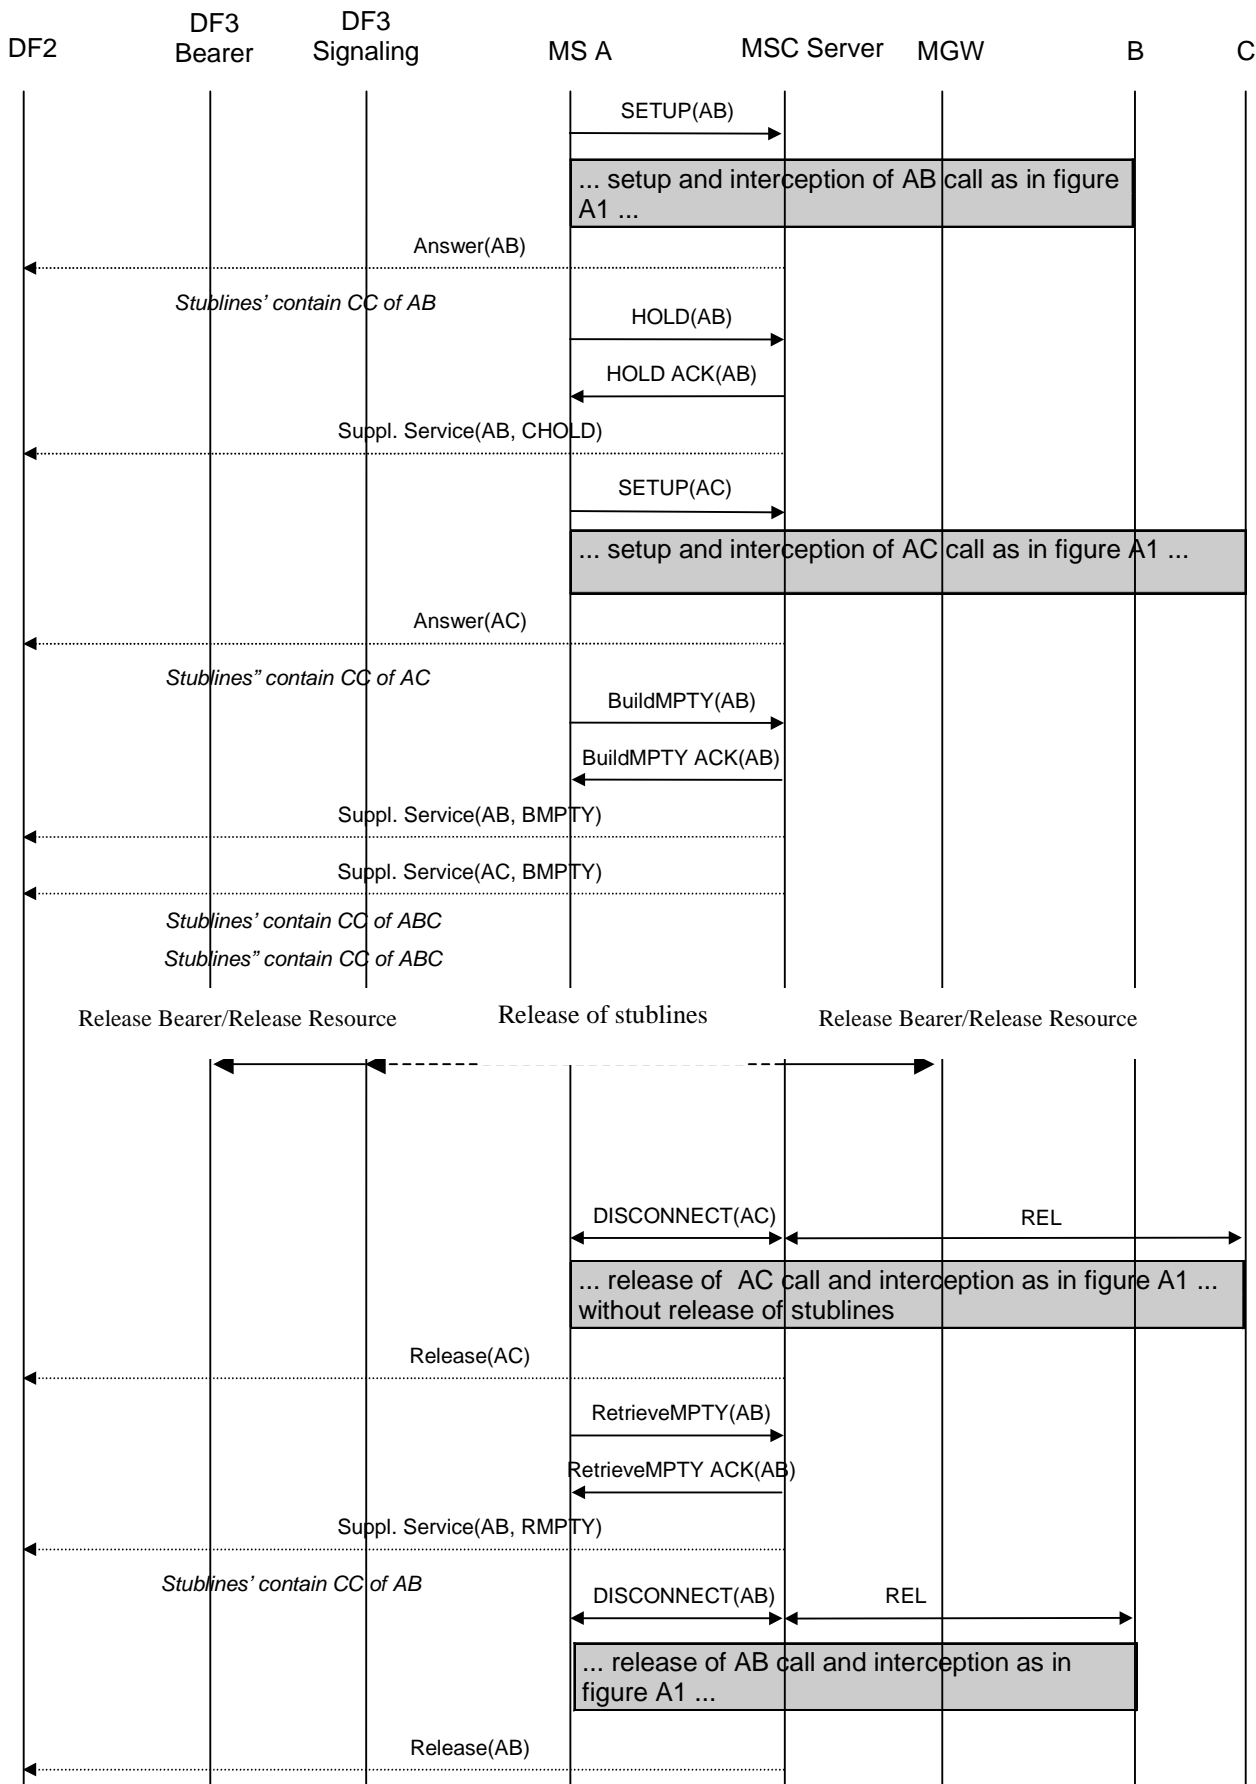 DF2
DF3
Bearer
DF3
Signaling
MS A
MSC Server
MGW
B
C
SETUP(AB)
... setup and interception of AB call as in figure
A1 ...
Answer(AB)
Stublines’ contain CC of AB
HOLD(AB)
HOLD ACK(AB)
Suppl. Service(AB, CHOLD)
SETUP(AC)
... setup and interception of AC call as in figure A1 ...
Answer(AC)
Stublines” contain CC of AC
BuildMPTY(AB)
BuildMPTY ACK(AB)
Suppl. Service(AB, BMPTY)
Suppl. Service(AC, BMPTY)
Stublines’ contain CC of ABC
Stublines” contain CC of ABC
Release Bearer/Release Resource
Release of stublines
Release Bearer/Release Resource
DISCONNECT(AC)
REL
... release of  AC call and interception as in figure A1 ...
without release of stublines
Release(AC)
RetrieveMPTY(AB)
RetrieveMPTY ACK(AB)
Suppl. Service(AB, RMPTY)
Stublines’ contain CC of AB
DISCONNECT(AB)
REL
... release of AB call and interception as in
figure A1 ...
Release(AB)